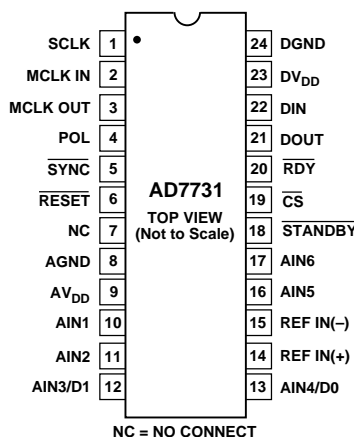 SCLK 1 24 DGND
MCLK IN 2 23 DVDD
MCLK OUT 3 22 DIN
POL 4 21 DOUT
SYNC 5 20 RDY
RESET 6 19 CS
AD7731
TOP VIEW
(Not to Scale)
NC 7 18 STANDBY
AGND 8 17 AIN6
AVDD 9 16 AIN5
AIN1 10 15 REF IN(–)
AIN2 11 14 REF IN(+)
AIN3/D1 12 13 AIN4/D0
NC = NO CONNECT